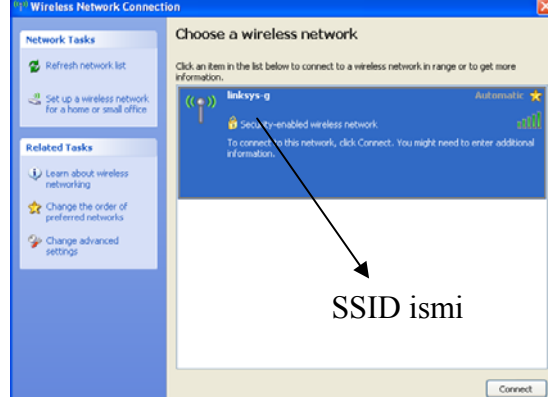 Wireless Network Connection
Network Tasks
Refresh network list
Set up a wireless network
for a home or small office
Related Tasks
Learn about wireless
networking
Change the order of
preferred networks
Change advanced
settings
Choose a wireless network
Click an item in the list below to connect to a wireless network in range or to get more
information.
linksys-g
Automatic
Security-enabled wireless network
To connect to this network, click Connect. You might need to enter additional
information.
SSID ismi
Connect